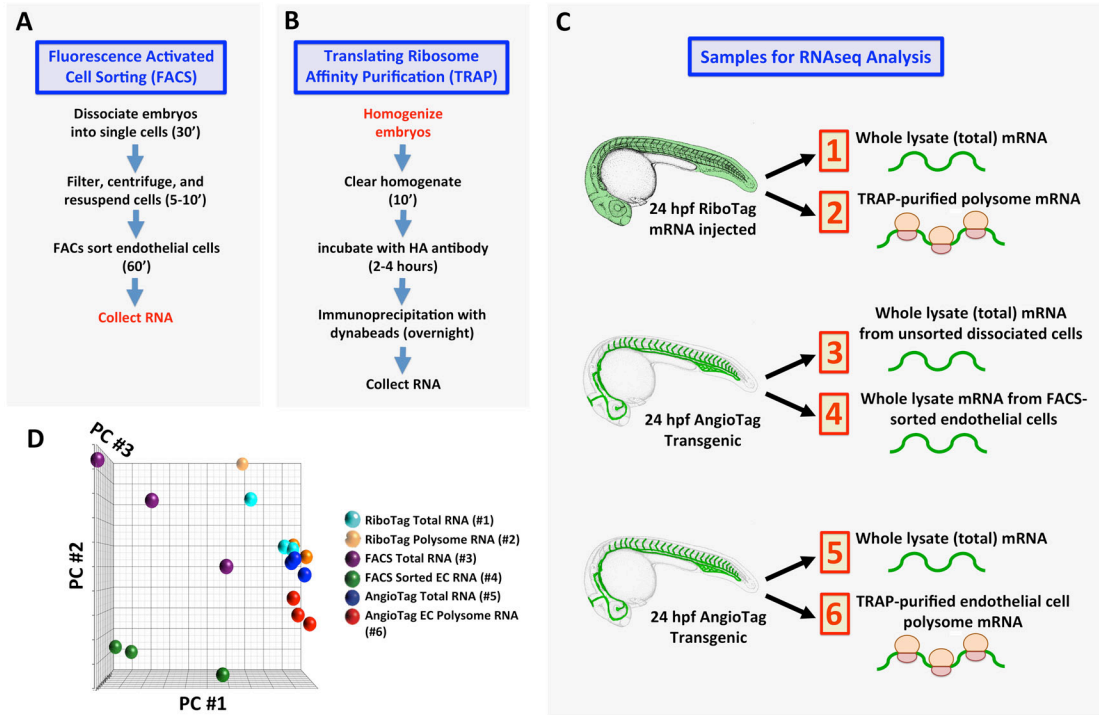 A
Fluorescence Activated
Cell Sorting (FACS)
Dissociate embryos
into single cells (30’)
Filter, centrifuge, and
resuspend cells (5-10’)
FACs sort endothelial cells
(60’)
Collect RNA
B
Translating Ribosome
Affinity Purification (TRAP)
Homogenize
embryos
Clear homogenate
(10’)
incubate with HA antibody
(2-4 hours)
Immunoprecipitation with
dynabeads (overnight)
Collect RNA
C
Samples for RNAseq Analysis
24 hpf RiboTag
mRNA injected
1
Whole lysate (total) mRNA
2
TRAP-purified polysome mRNA
24 hpf AngioTag
Transgenic
3
Whole lysate (total) mRNA
from unsorted dissociated cells
4
Whole lysate mRNA from FACS-
sorted endothelial cells
24 hpf AngioTag
Transgenic
5
Whole lysate (total) mRNA
6
TRAP-purified endothelial cell
polysome mRNA
D
PC #3
PC #2
PC #1
RiboTag Total RNA (#1)
RiboTag Polysome RNA (#2)
FACS Total RNA (#3)
FACS Sorted EC RNA (#4)
AngioTag Total RNA (#5)
AngioTag EC Polysome RNA
(#6)